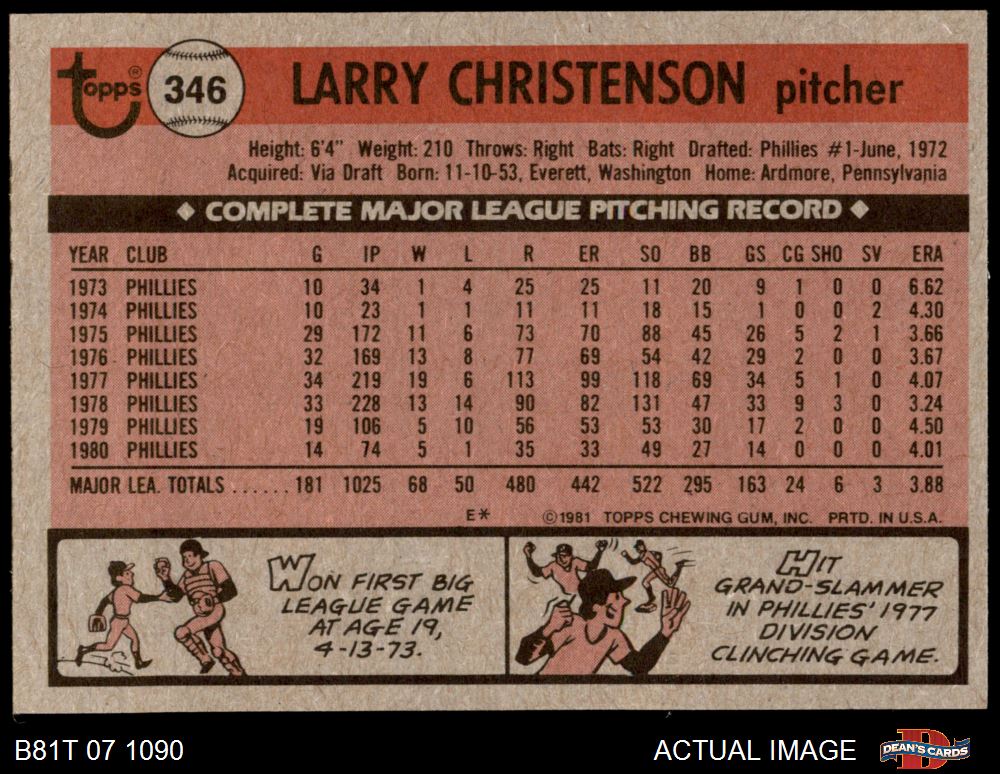 Topps® 346 LARRY CHRISTENSON pitcher
Height: 6'4" Weight: 210 Throws: Right Bats: Right Drafted: Phillies #1-June, 1972
Acquired: Via Draft Born: 11-10-53, Everett, Washington Home: Ardmore, Pennsylvania
◆ COMPLETE MAJOR LEAGUE PITCHING RECORD ◆
YEAR CLUB G IP W L R ER SO BB GS CG SHO SV ERA
1973 PHILLIES 10 34 1 4 25 25 11 20 9 1 0 0 6.62
1974 PHILLIES 10 23 1 1 11 11 18 15 1 0 0 2 4.30
1975 PHILLIES 29 172 11 6 73 70 88 45 26 5 2 1 3.66
1976 PHILLIES 32 169 13 8 77 69 54 42 29 2 0 0 3.67
1977 PHILLIES 34 219 19 6 113 99 118 69 34 5 1 0 4.07
1978 PHILLIES 33 228 13 14 90 82 131 47 33 9 3 0 3.24
1979 PHILLIES 19 106 5 10 56 53 53 30 17 2 0 0 4.50
1980 PHILLIES 14 74 5 1 35 33 49 27 14 0 0 0 4.01
MAJOR LEA. TOTALS ...... 181 1025 68 50 480 442 522 295 163 24 6 3 3.88
E* ©1981 TOPPS CHEWING GUM, INC. PRTD. IN U.S.A.
WON FIRST BIG
LEAGUE GAME
AT AGE 19,
4-13-73.
HIT
GRAND-SLAMMER
IN PHILLIES' 1977
DIVISION
CLINCHING GAME.
B81T 07 1090 ACTUAL IMAGE DEAN'S CARDS